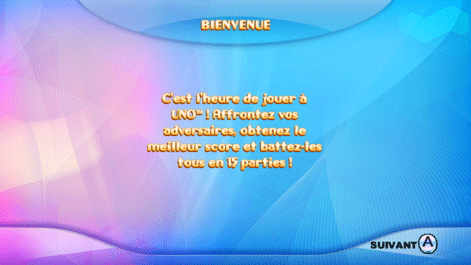 BIENVENUE
C'est l'heure de jouer à
UNO™ ! Affrontez vos
adversaires, obtenez le
meilleur score et battez-les
tous en 15 parties !
SUIVANT A